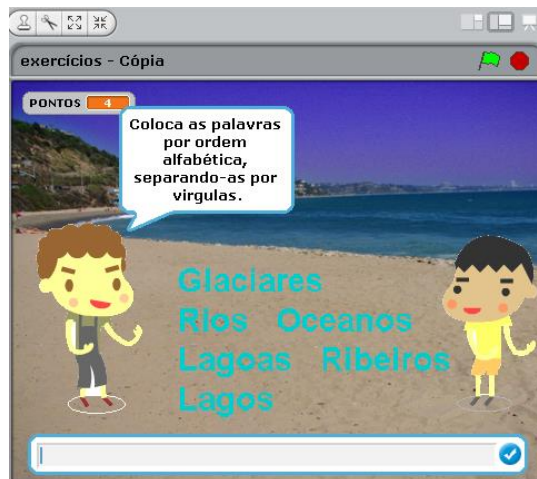 exercícios - Cópia
PONTOS 4
Coloca as palavras
por ordem
alfabética,
separando-as por
virgulas.
Glaciares
Rios Oceanos
Lagoas Ribeiros
Lagos